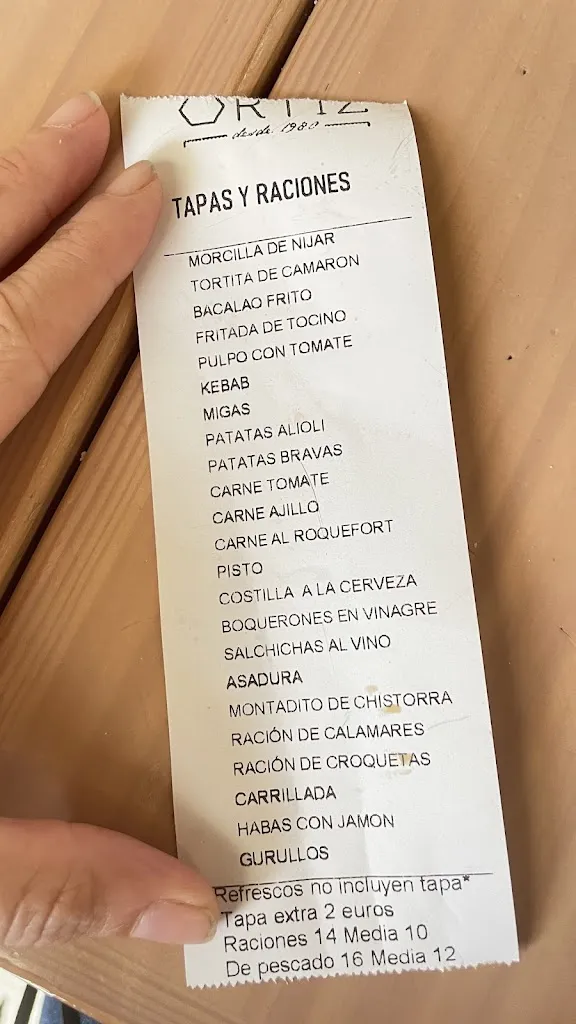 ORTIZ
desde 1980
TAPAS Y RACIONES
MORCILLA DE NIJAR
TORTITA DE CAMARON
BACALAO FRITO
FRITADA DE TOCINO
PULPO CON TOMATE
KEBAB
MIGAS
PATATAS ALIOLI
PATATAS BRAVAS
CARNE TOMATE
CARNE AJILLO
CARNE AL ROQUEFORT
PISTO
COSTILLA A LA CERVEZA
BOQUERONES EN VINAGRE
SALCHICHAS AL VINO
ASADURA
MONTADITO DE CHISTORRA
RACIÓN DE CALAMARES
RACIÓN DE CROQUETAS
CARRILLADA
HABAS CON JAMON
GURULLOS
Refrescos no incluyen tapa*
Tapa extra 2 euros
Raciones 14 Media 10
De pescado 16 Media 12